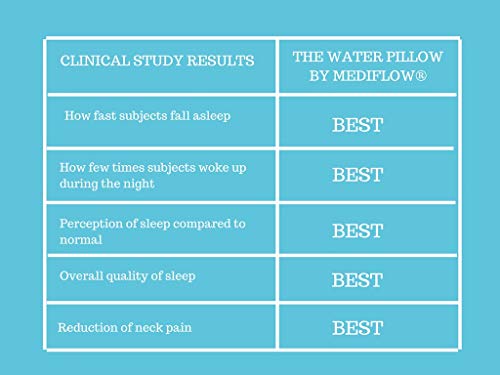 CLINICAL STUDY RESULTS
THE WATER PILLOW
BY MEDIFLOW®
How fast subjects fall asleep
BEST
How few times subjects woke up
during the night
BEST
Perception of sleep compared to
normal
BEST
Overall quality of sleep
BEST
Reduction of neck pain
BEST